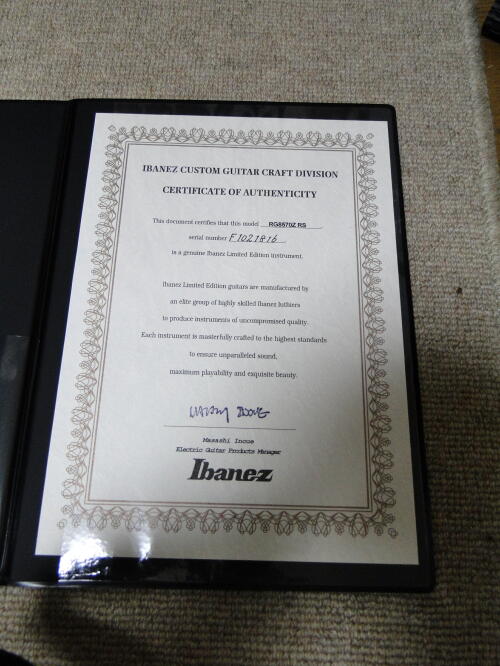 IBANEZ CUSTOM GUITAR CRAFT DIVISION
CERTIFICATE OF AUTHENTICITY
This document certifies that this model RG8570Z RS
serial number F1021816
is a genuine Ibanez Limited Edition instrument.
Ibanez Limited Edition guitars are manufactured by
an elite group of highly skilled Ibanez luthiers
to produce instruments of uncompromised quality.
Each instrument is masterfully crafted to the highest standards
to ensure unparalleled sound,
maximum playability and exquisite beauty.
Masashi Inoue
Electric Guitar Products Manager
Ibanez